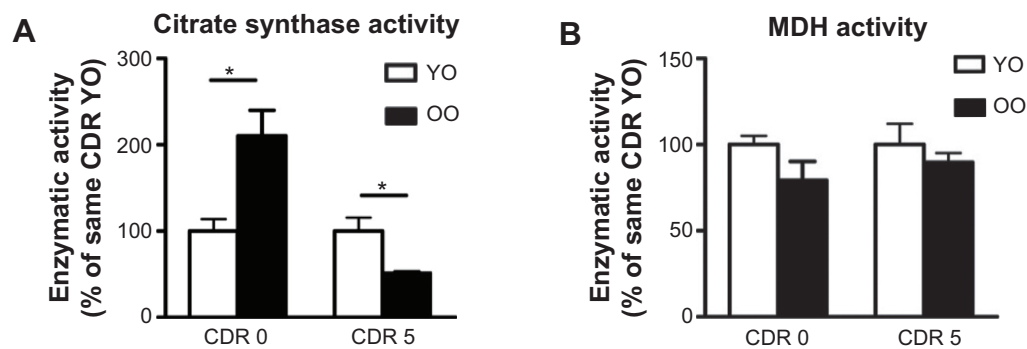 A
Citrate synthase activity
Enzymatic activity
(% of same CDR YO)
300
200
100
0
*
*
YO
OO
CDR 0
CDR 5
B
MDH activity
Enzymatic activity
(% of same CDR YO)
150
100
50
0
YO
OO
CDR 0
CDR 5